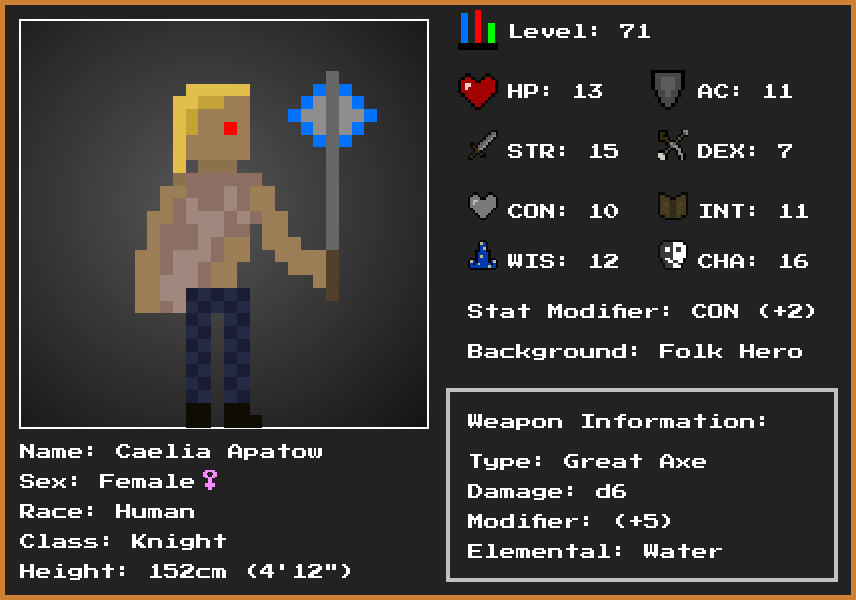 Level: 71
HP: 13
AC: 11
STR: 15
DEX: 7
CON: 10
INT: 11
WIS: 12
CHA: 16
Stat Modifier: CON (+2)
Background: Folk Hero
Weapon Information:
Type: Great Axe
Damage: d6
Modifier: (+5)
Elemental: Water
Name: Caelia Apatow
Sex: Female♀
Race: Human
Class: Knight
Height: 152cm (4'12")